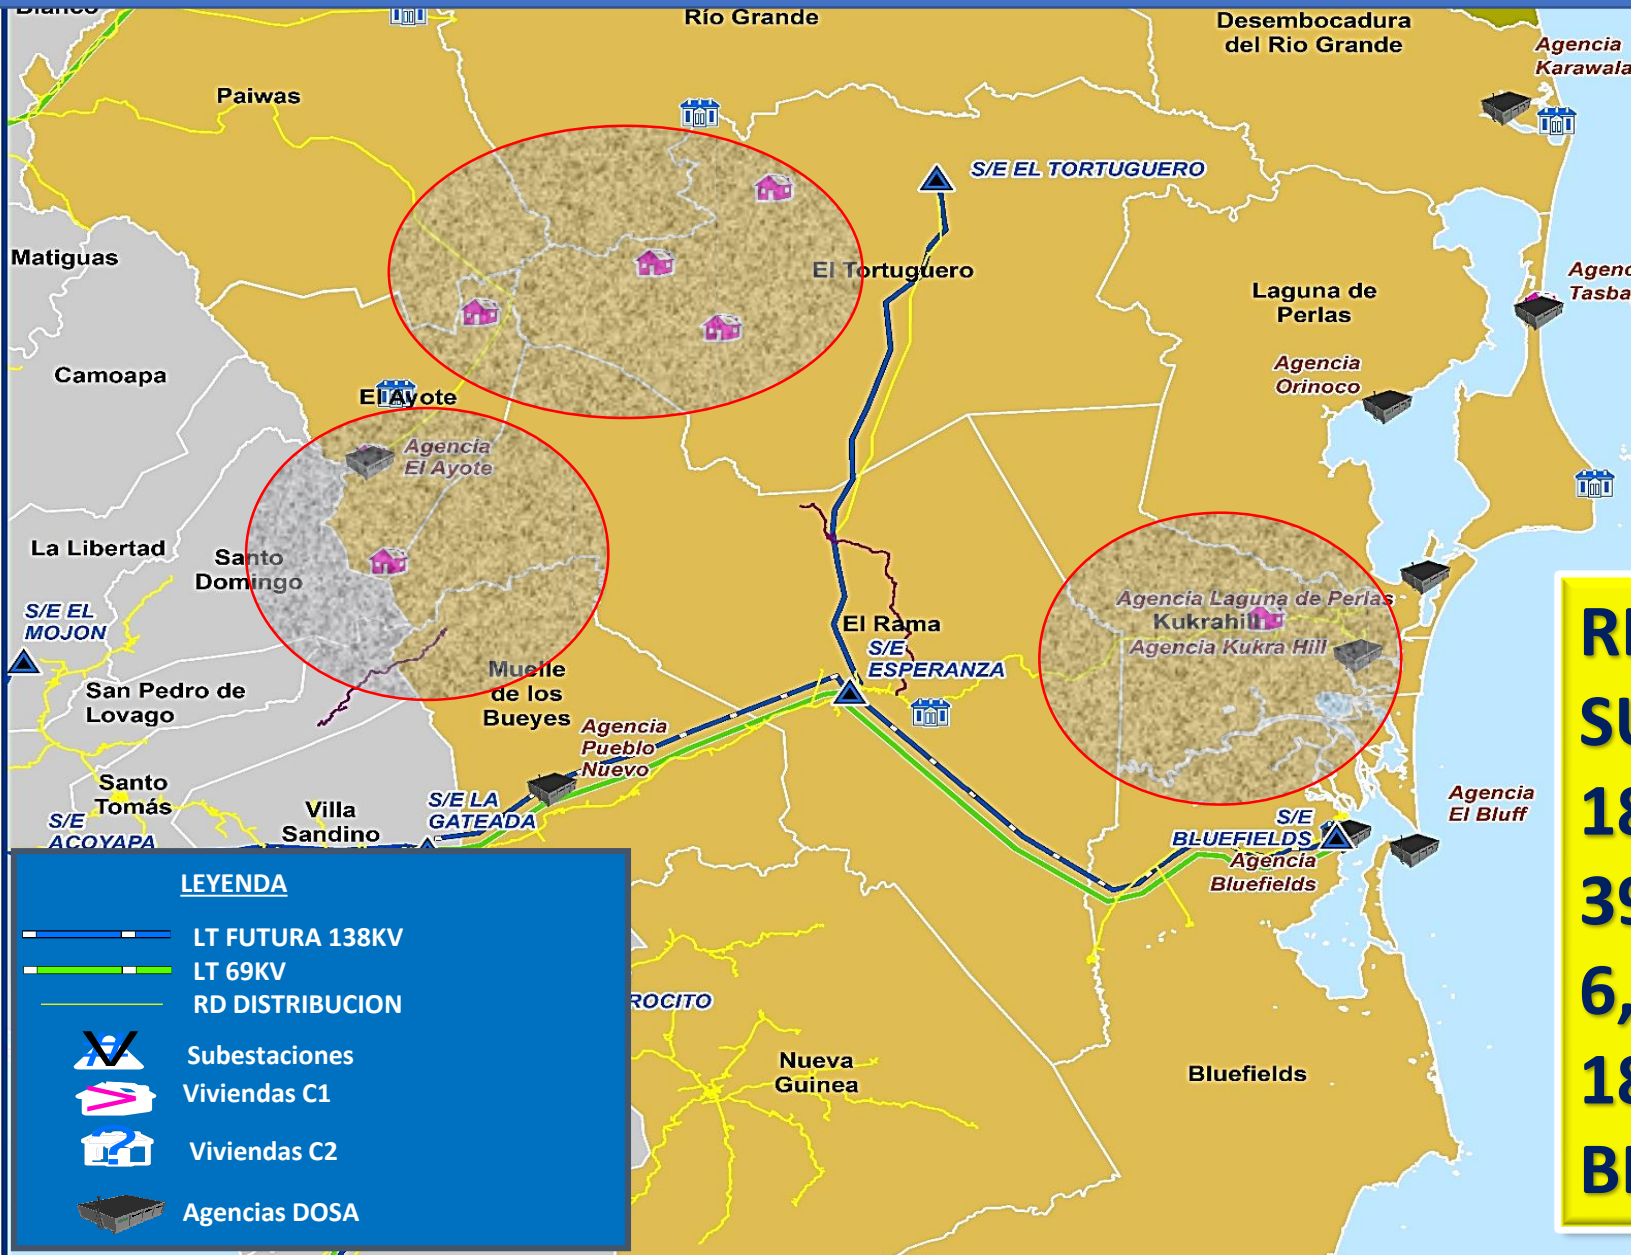 Río Grande
Desembocadura
del Rio Grande
Agencia
Karawala
Paiwas
S/E EL TORTUGUERO
Matiguas
El Tortuguero
Laguna de
Perlas
Camoapa
Agencia
Orinoco
El Ayote
Agencia
El Ayote
La Libertad
Santo
Domingo
S/E EL
MOJON
Agencia Laguna de Perlas
Kukrahill
Agencia Kukra Hill
El Rama
S/E
ESPERANZA
San Pedro de
Lovago
Muelle
de los
Bueyes
Agencia
Pueblo
Nuevo
Santo
Tomás
S/E
ACOYAPA
Villa
Sandino
S/E LA
GATEADA
S/E
BLUEFIELDS
Agencia
Bluefields
Agencia
El Bluff
LEYENDA
LT FUTURA 138KV
LT 69KV
RD DISTRIBUCION
Subestaciones
Viviendas C1
Viviendas C2
Agencias DOSA
ROCITO
Nueva
Guinea
Bluefields
18
39
6,
18